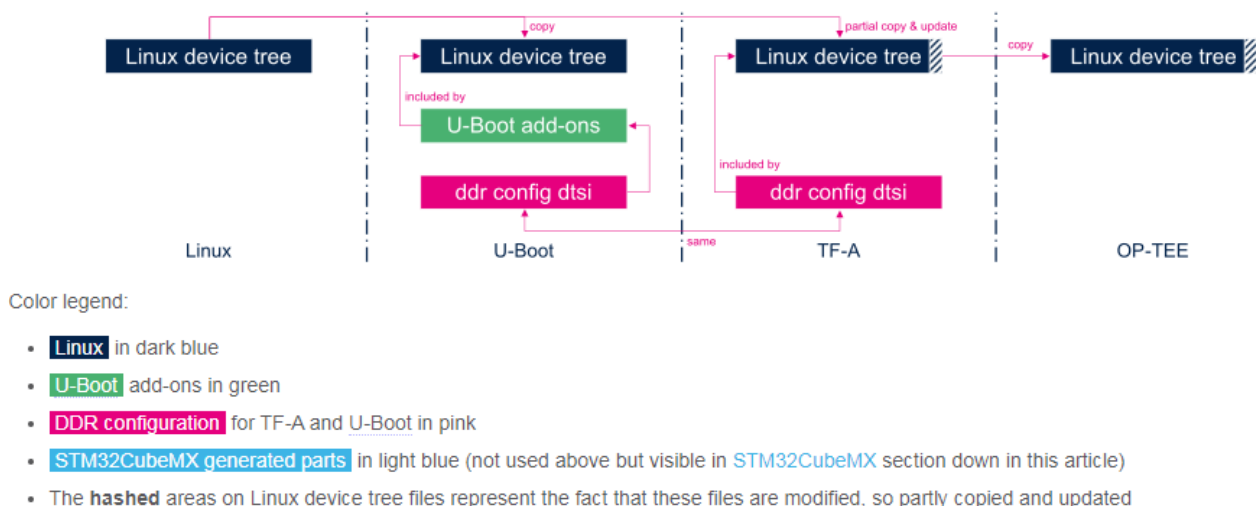 copy
partial copy & update
Linux device tree
Linux device tree
Linux device tree
copy
Linux device tree
included by
U-Boot add-ons
included by
ddr config dtsi
ddr config dtsi
same
Linux
U-Boot
TF-A
OP-TEE
Color legend:
• Linux in dark blue
• U-Boot add-ons in green
• DDR configuration for TF-A and U-Boot in pink
• STM32CubeMX generated parts in light blue (not used above but visible in STM32CubeMX section down in this article)
• The hashed areas on Linux device tree files represent the fact that these files are modified, so partly copied and updated